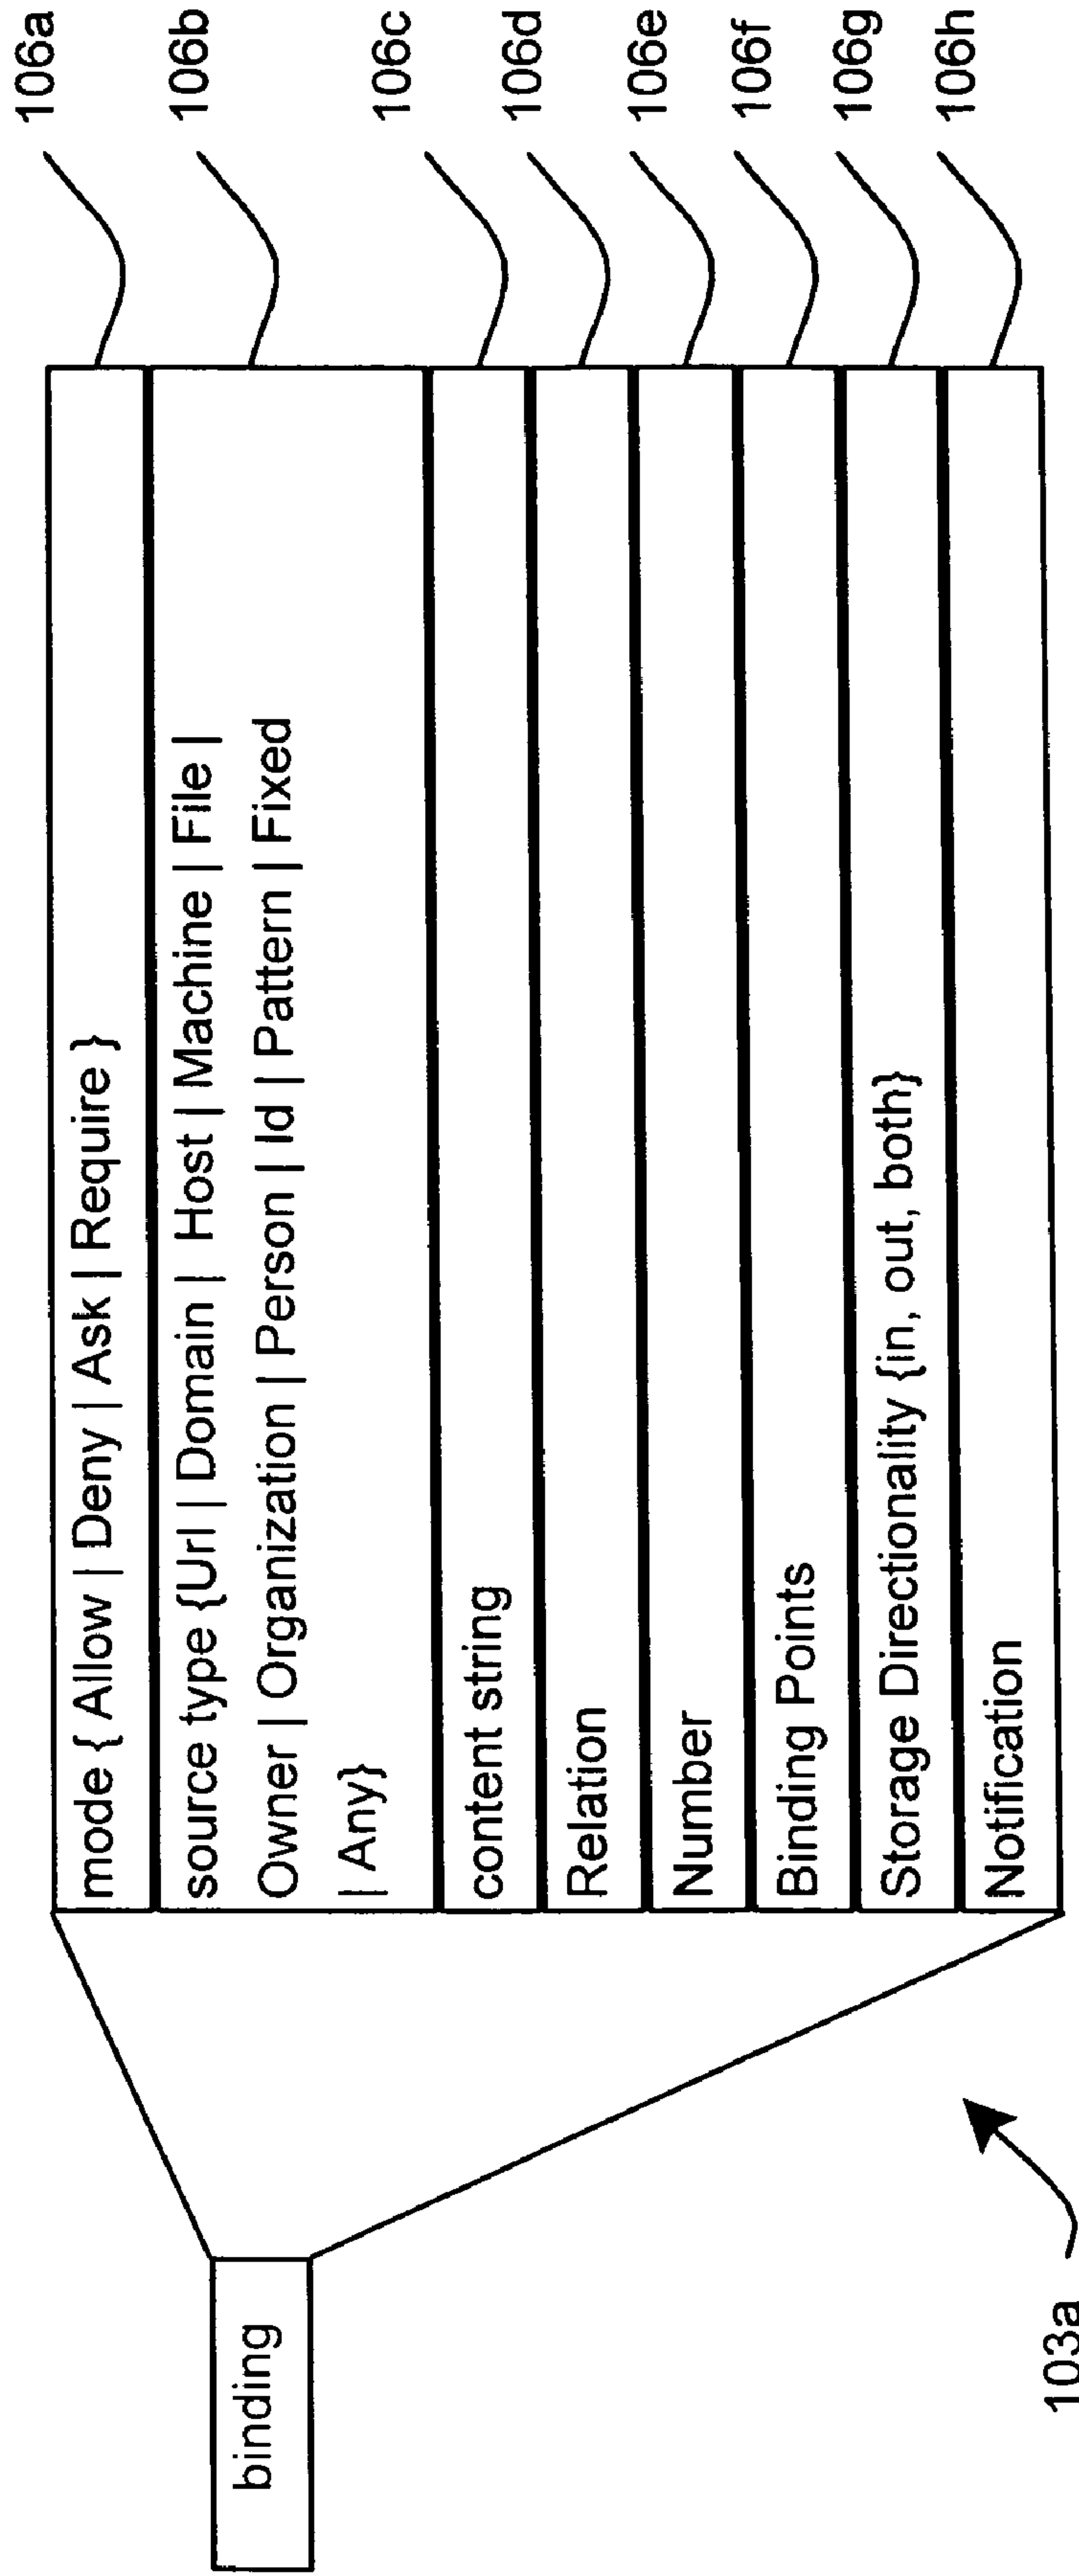 binding
mode { Allow | Deny | Ask | Require }
106a
source type {Url | Domain | Host | Machine | File |
Owner | Organization | Person | Id | Pattern | Fixed
| Any}
106b
content string
106c
Relation
106d
Number
106e
Binding Points
106f
Storage Directionality {in, out, both}
106g
Notification
106h
103a